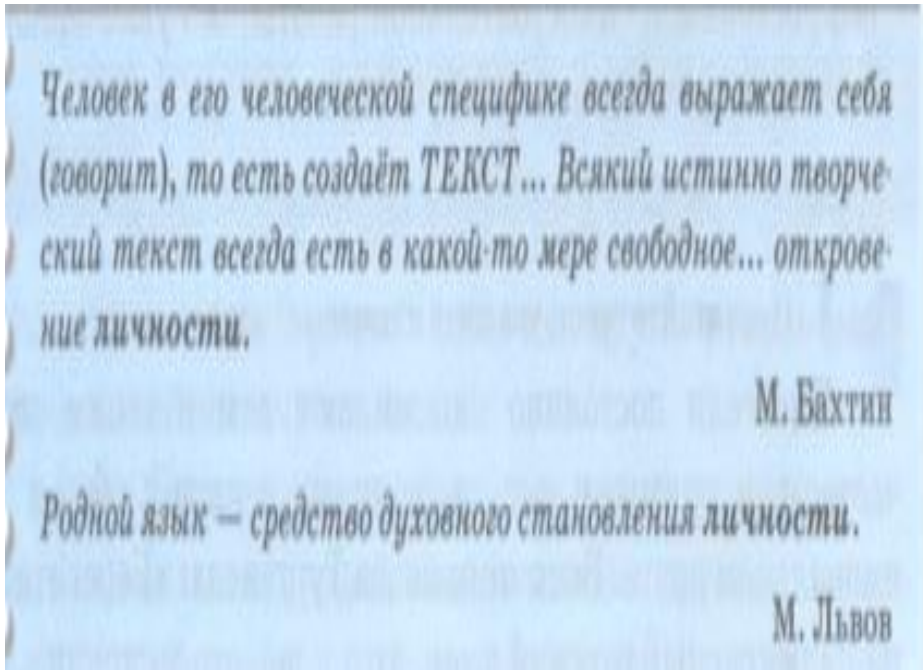 Человек в его человеческой специфике всегда выражает себя
(говорит), то есть создаёт ТЕКСТ... Всякий истинно творче-
ский текст всегда есть в какой-то мере свободное... открове-
ние личности.
М. Бахтин
Родной язык — средство духовного становления личности.
М. Львов